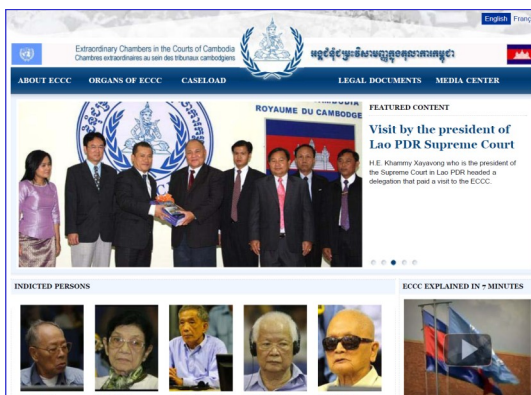 English Franç
Extraordinary Chambers in the Courts of Cambodia
Chambres extraordinaires au sein des tribunaux cambodgiens
អង្គជំនុំជម្រះវិសាមញ្ញក្នុងតុលាការកម្ពុជា
ABOUT ECCC
ORGANS OF ECCC
CASELOAD
LEGAL DOCUMENTS
MEDIA CENTER
ROYAUME DU CAMBODGE
FEATURED CONTENT
Visit by the president of
Lao PDR Supreme Court
H.E. Khammy Xayavong who is the president of
the Supreme Court in Lao PDR headed a
delegation that paid a visit to the ECCC.
INDICTED PERSONS
ECCC EXPLAINED IN 7 MINUTES